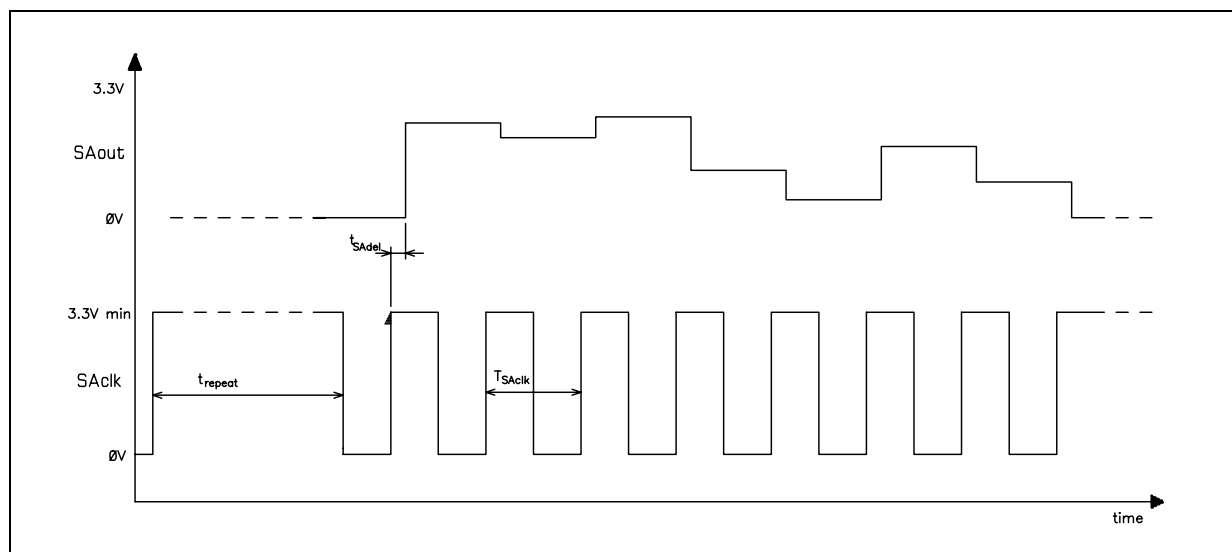 3.3V
SAout
ØV
tSAdel
3.3V min
SAclk
trepeat
TSAclk
ØV
time